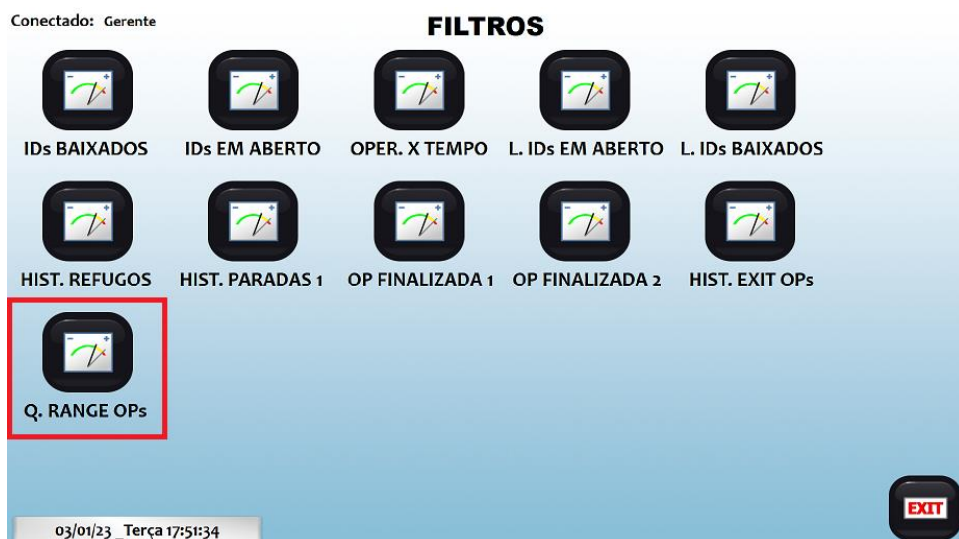 Conectado: Gerente
FILTROS
IDs BAIXADOS IDs EM ABERTO OPER. X TEMPO L. IDs EM ABERTO L. IDs BAIXADOS
HIST. REFUGOS HIST. PARADAS 1 OP FINALIZADA 1 OP FINALIZADA 2 HIST. EXIT OPs
Q. RANGE OPs
EXIT
03/01/23 _Terça 17:51:34